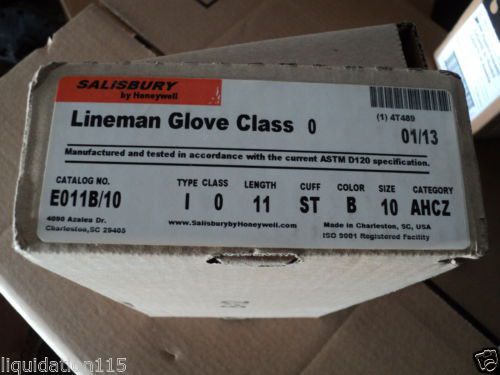 SALISBURY
by Honeywell
(1) 4T489
Lineman Glove Class 0
01/13
Manufactured and tested in accordance with the current ASTM D120 specification.
CATALOG NO. TYPE CLASS LENGTH CUFF COLOR SIZE CATEGORY
E011B/10 I 0 11 ST B 10 AHCZ
4090 Azalea Dr. www.SalisburybyHoneywell.com Made in Charleston, SC, USA
Charleston,SC 29405 ISO 9001 Registered Facility
liquidation115